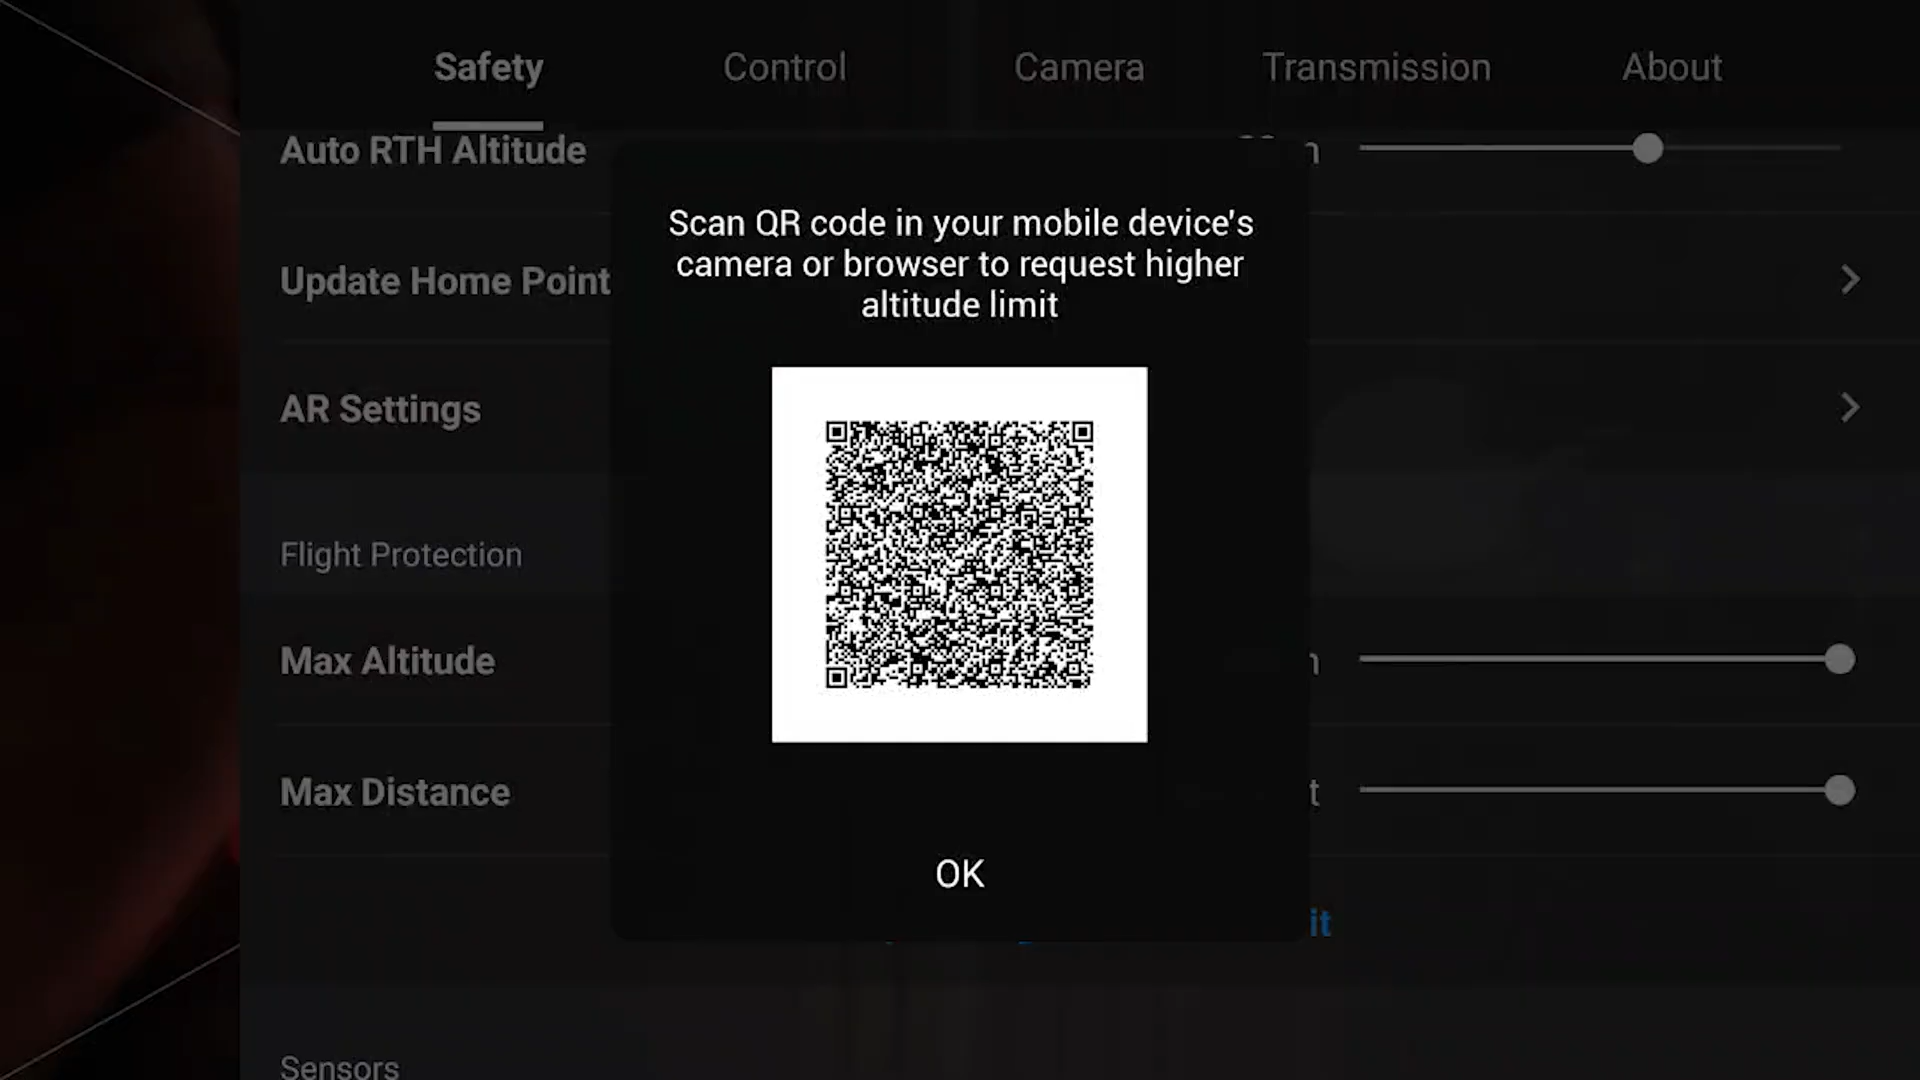 Safety Control Camera Transmission About
Auto RTH Altitude
Scan QR code in your mobile device's
camera or browser to request higher
altitude limit
Update Home Point
AR Settings
Flight Protection
Max Altitude
Max Distance
OK
Sensors